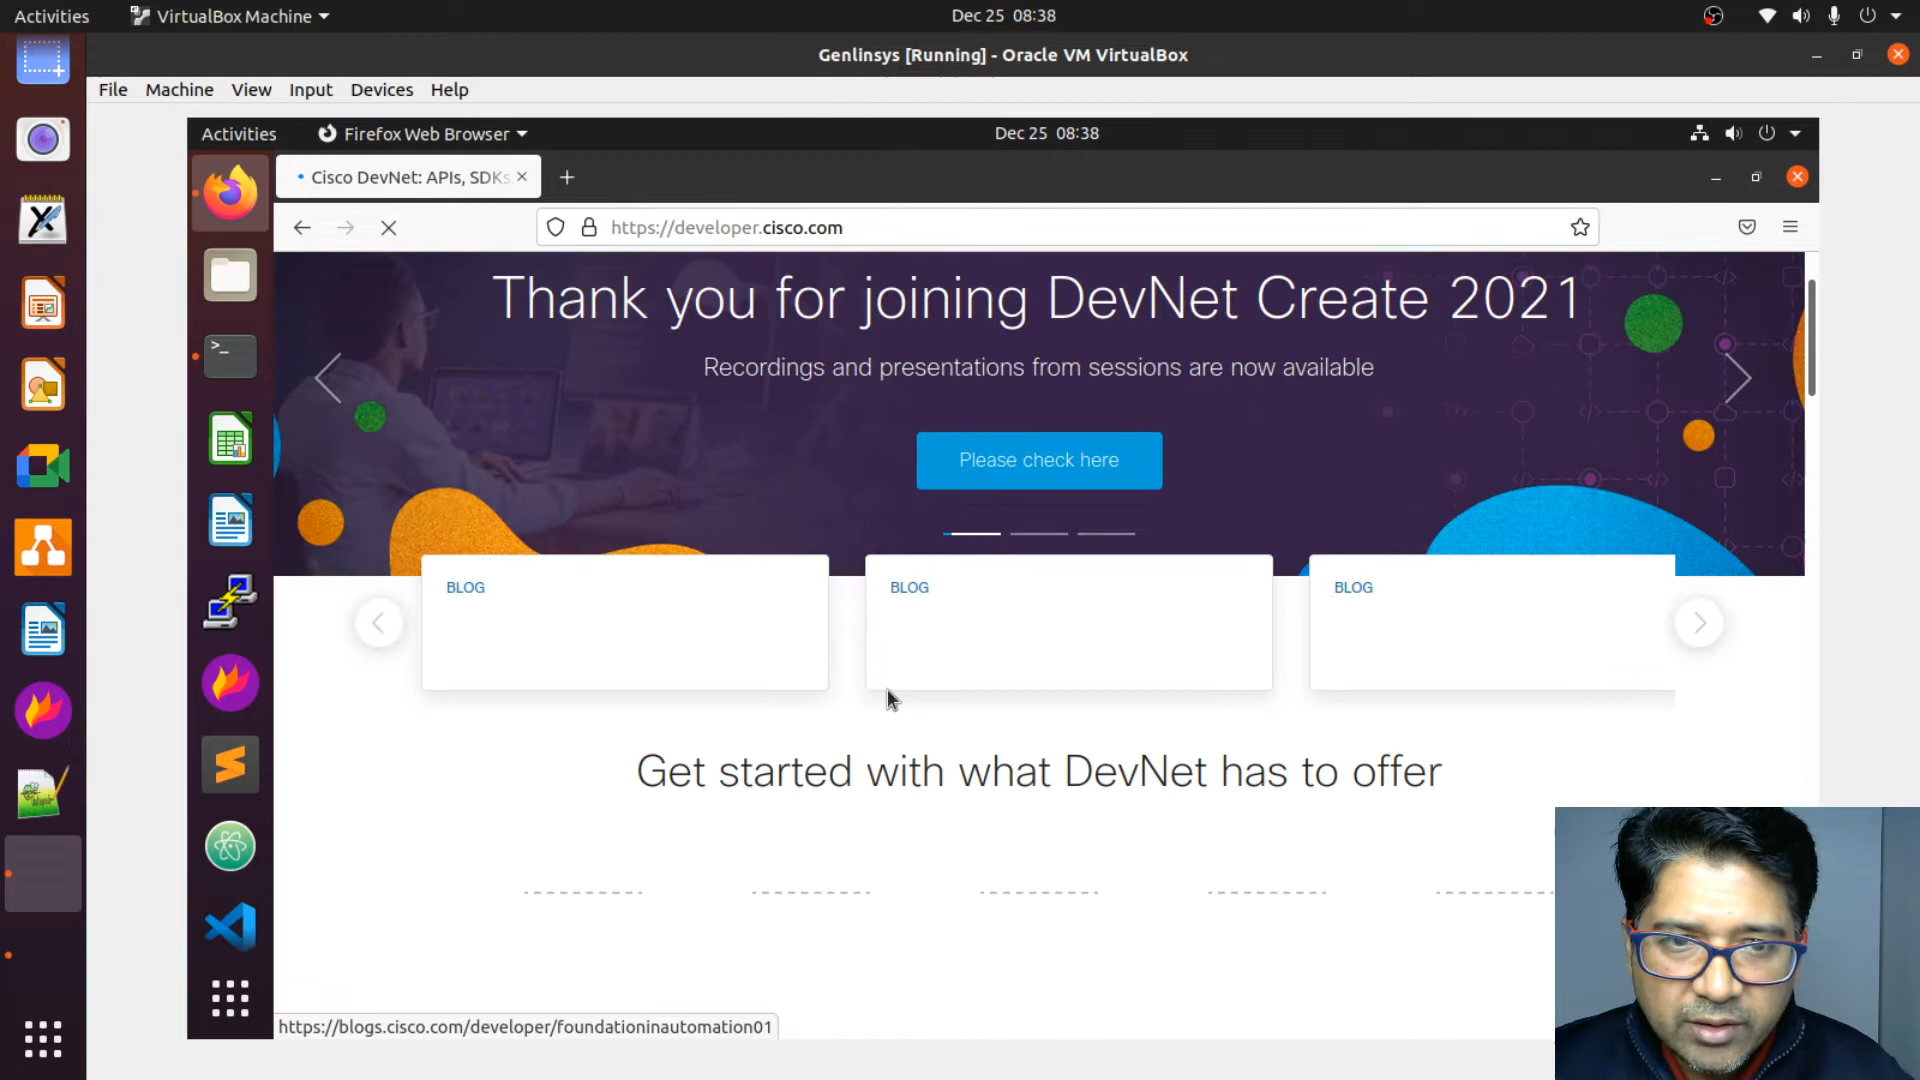 Activities VirtualBox Machine Dec 25 08:38
Genlinsys [Running] - Oracle VM VirtualBox
File Machine View Input Devices Help
Activities Firefox Web Browser Dec 25 08:38
Cisco DevNet: APIs, SDKs
https://developer.cisco.com
Thank you for joining DevNet Create 2021
Recordings and presentations from sessions are now available
Please check here
BLOG BLOG BLOG
Get started with what DevNet has to offer
https://blogs.cisco.com/developer/foundationinautomation01